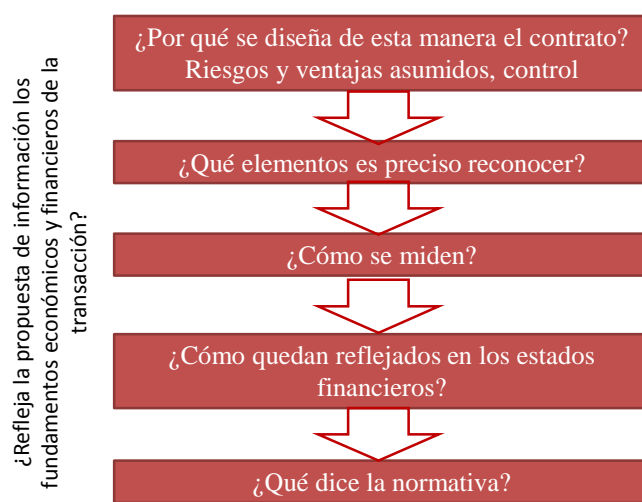 ¿Refleja la propuesta de información los
fundamentos económicos y financieros de la
transacción?
¿Por qué se diseña de esta manera el contrato?
Riesgos y ventajas asumidos, control
¿Qué elementos es preciso reconocer?
¿Cómo se miden?
¿Cómo quedan reflejados en los estados
financieros?
¿Qué dice la normativa?